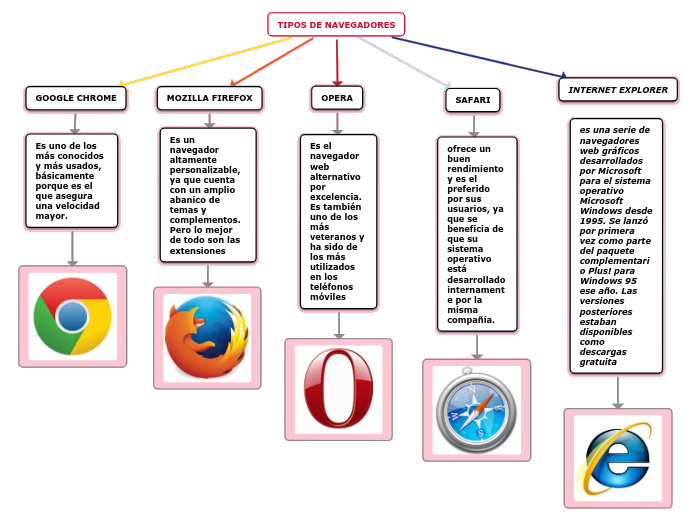 TIPOS DE NAVEGADORES
GOOGLE CHROME
Es uno de los
más conocidos
y más usados,
básicamente
porque es el
que asegura
una velocidad
mayor.
MOZILLA FIREFOX
Es un
navegador
altamente
personalizable,
ya que cuenta
con un amplio
abanico de
temas y
complementos.
Pero lo mejor
de todo son las
extensiones
OPERA
Es el
navegador
web
alternativo
por
excelencia.
Es también
uno de los
más
veteranos y
ha sido de
los más
utilizados
en los
teléfonos
móviles
SAFARI
ofrece un
buen
rendimiento
y es el
preferido
por sus
usuarios, ya
que se
beneficia de
que su
sistema
operativo
está
desarrollado
internament
e por la
misma
compañía.
N
E
S
W
INTERNET EXPLORER
es una serie de
navegadores
web gráficos
desarrollados
por Microsoft
para el sistema
operativo
Microsoft
Windows desde
1995. Se lanzó
por primera
vez como parte
del paquete
complementari
o Plus! para
Windows 95
ese año. Las
versiones
posteriores
estaban
disponibles
como
descargas
gratuita